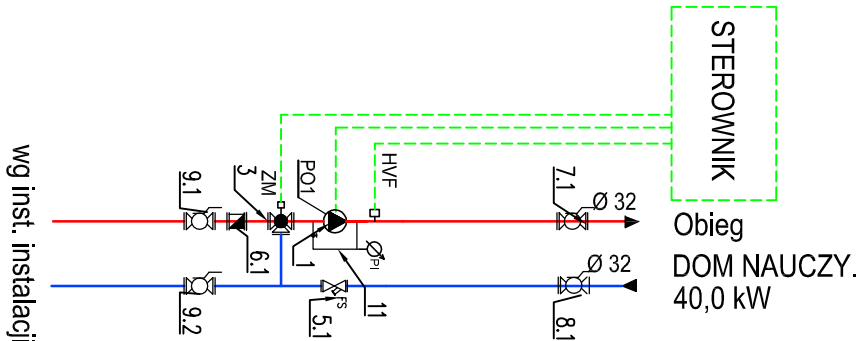 STEROWNIK
wg inst. instalacji
9.1
3
ZM
PO1
HVF
7.1
Ø 32
Obieg
6.1
1
PI
11
DOM NAUCZY.
40,0 kW
Ø 32
9.2
5.1
FS
8.1